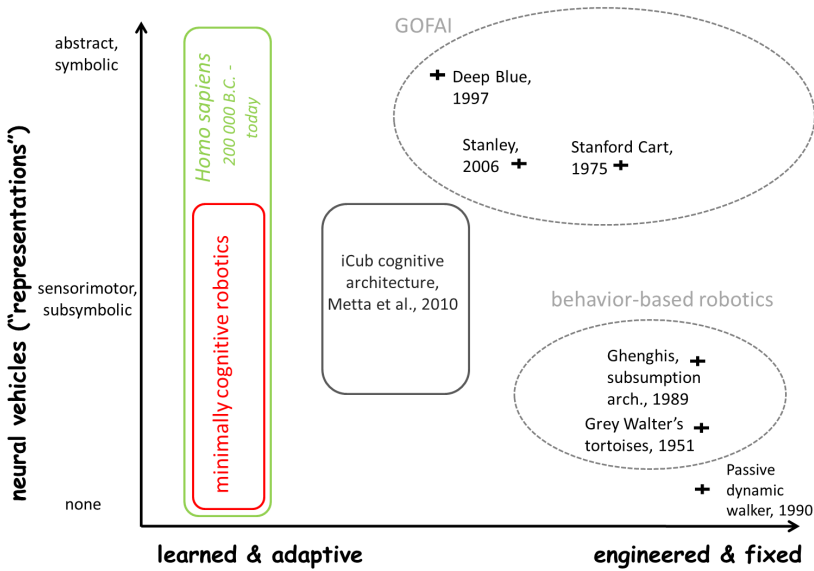 GOFAI
abstract,
symbolic
Deep Blue,
1997
Homo sapiens
200 000 B.C. -
today
Stanley,
2006
Stanford Cart,
1975
neural vehicles (“representations”)
minimally cognitive robotics
iCub cognitive
architecture,
Metta et al., 2010
sensorimotor,
subsymbolic
behavior-based robotics
Ghenghis,
subsumption
arch., 1989
Grey Walter’s
tortoises, 1951
Passive
dynamic
walker, 1990
none
learned & adaptive
engineered & fixed